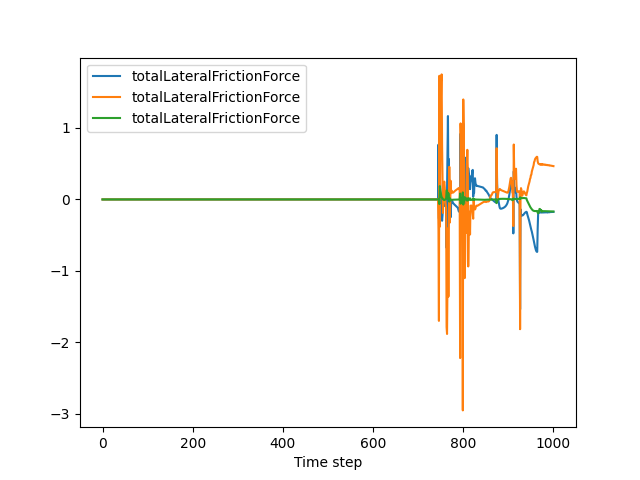 totalLateralFrictionForce
totalLateralFrictionForce
totalLateralFrictionForce
1
0
−1
−2
−3
0 200 400 600 800 1000
Time step